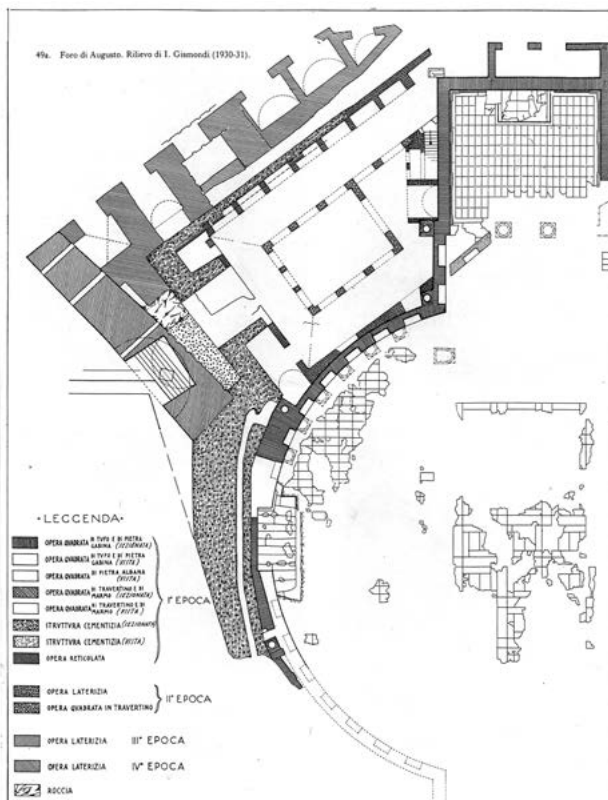 49a. Foro di Augusto. Rilievo di I. Gismondi (1930-31).
• LEGGENDA •
OPERA QUADRATA DI TUFO E DI PIETRA GABINA (SEZIONATA)
OPERA QUADRATA DI TUFO E DI PIETRA GABINA (VISTA)
OPERA QUADRATA DI PIETRA ALBANA (VISTA)
OPERA QUADRATA DI TRAVERTINO E DI MARMO (SEZIONATA)
OPERA QUADRATA DI TRAVERTINO E DI MARMO (VISTA)
STRUTTURA CEMENTIZIA (SEZIONATA)
STRUTTURA CEMENTIZIA (VISTA)
OPERA RETICOLATA
I° EPOCA
OPERA LATERIZIA
OPERA QUADRATA IN TRAVERTINO
II° EPOCA
OPERA LATERIZIA III° EPOCA
OPERA LATERIZIA IV° EPOCA
ROCCIA